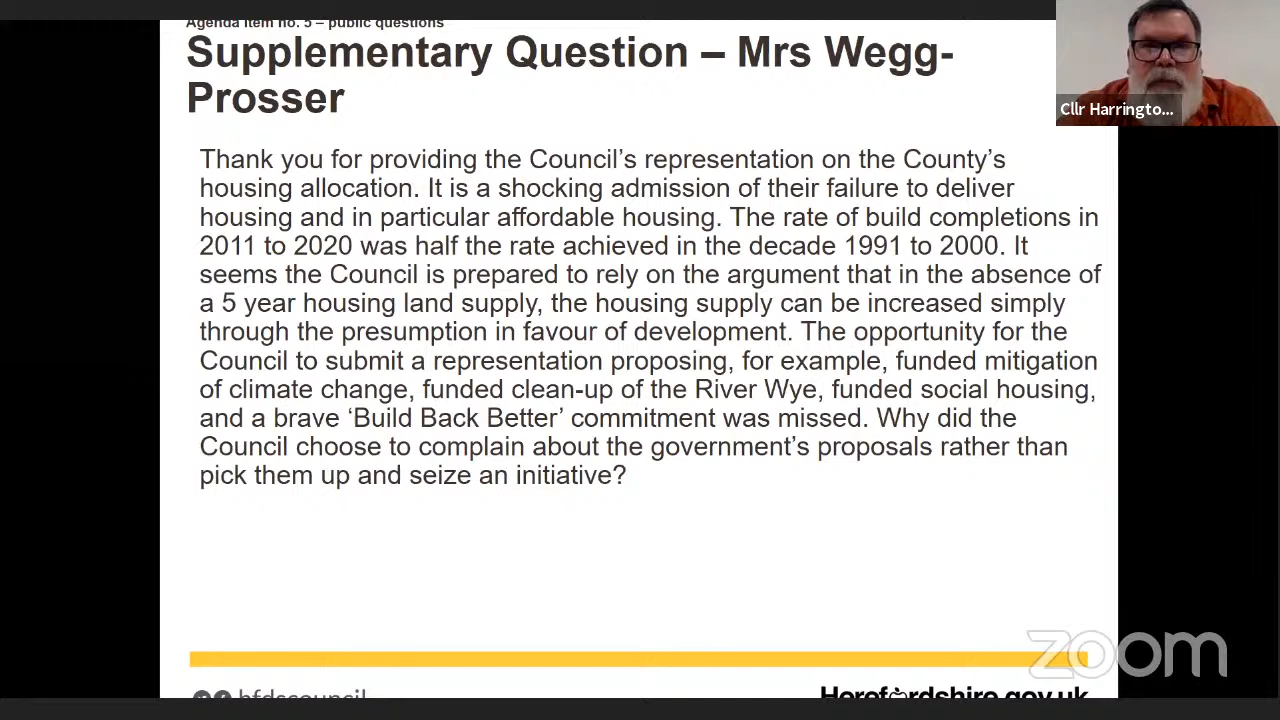 Agenda item no. 5 – public questions
Supplementary Question – Mrs Wegg-
Prosser
Cllr Harringto...
Thank you for providing the Council's representation on the County's
housing allocation. It is a shocking admission of their failure to deliver
housing and in particular affordable housing. The rate of build completions in
2011 to 2020 was half the rate achieved in the decade 1991 to 2000. It
seems the Council is prepared to rely on the argument that in the absence of
a 5 year housing land supply, the housing supply can be increased simply
through the presumption in favour of development. The opportunity for the
Council to submit a representation proposing, for example, funded mitigation
of climate change, funded clean-up of the River Wye, funded social housing,
and a brave 'Build Back Better' commitment was missed. Why did the
Council choose to complain about the government's proposals rather than
pick them up and seize an initiative?
zoom
hfdscouncil
Herefordshire.gov.uk